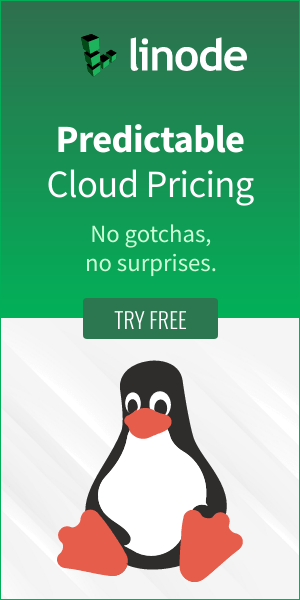 linode
Predictable
Cloud Pricing
No gotchas,
no surprises.
TRY FREE